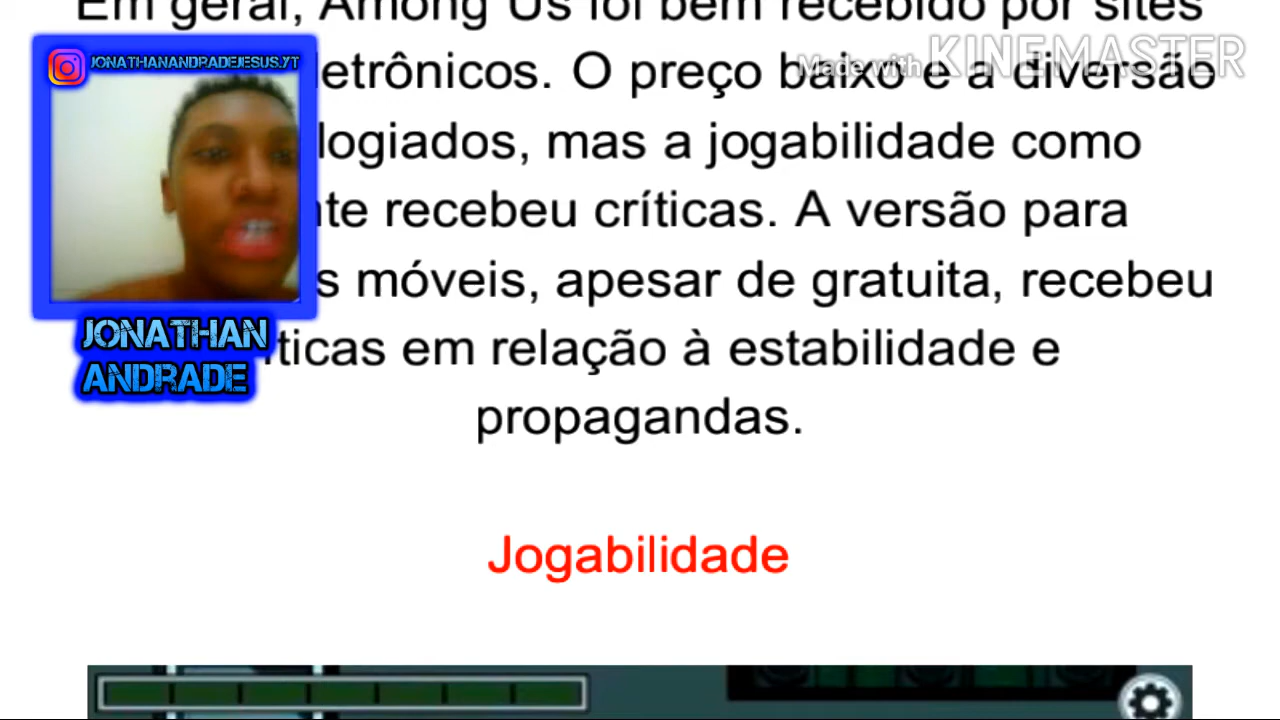 Em geral, Among Us foi bem recebido por sites
Made with KINEMASTER
JONATHANANDRADEJESUS.YT
letrônicos. O preço baixo e a diversão
logiados, mas a jogabilidade como
nte recebeu críticas. A versão para
s móveis, apesar de gratuita, recebeu
JONATHAN
ticas em relação à estabilidade e
ANDRADE
propagandas.
Jogabilidade